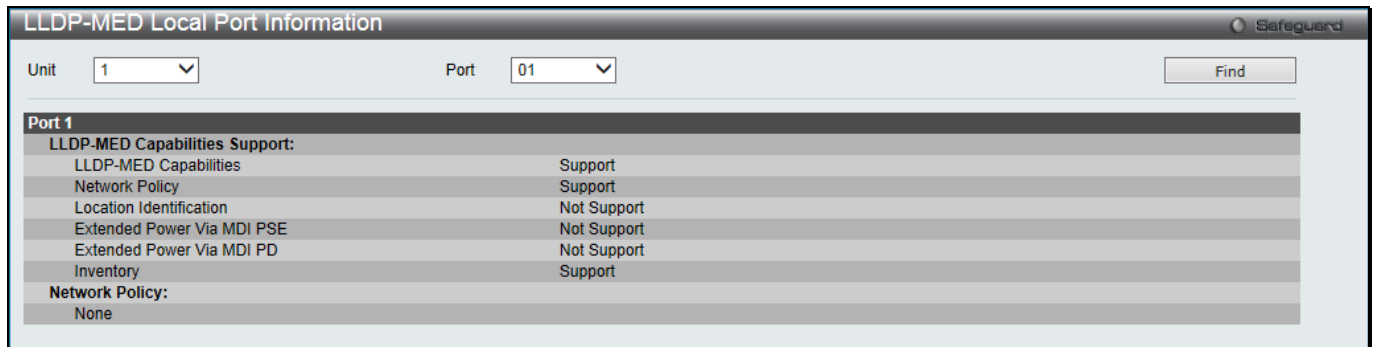 LLDP-MED Local Port Information
Safeguard
Unit 1 Port 01 Find
Port 1
LLDP-MED Capabilities Support:
LLDP-MED Capabilities Support
Network Policy Support
Location Identification Not Support
Extended Power Via MDI PSE Not Support
Extended Power Via MDI PD Not Support
Inventory Support
Network Policy:
None